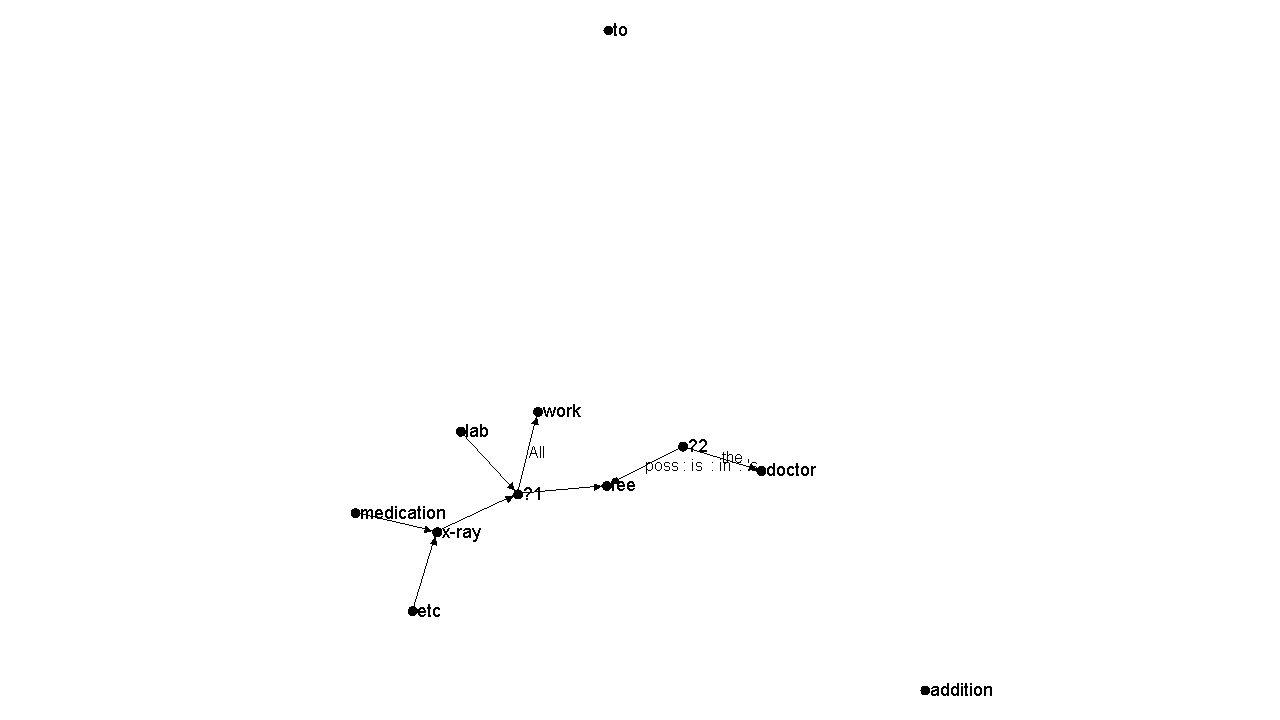 to
work
lab
All
?2
the
poss : is : in : 's
doctor
fee
?1
medication
x-ray
etc
addition